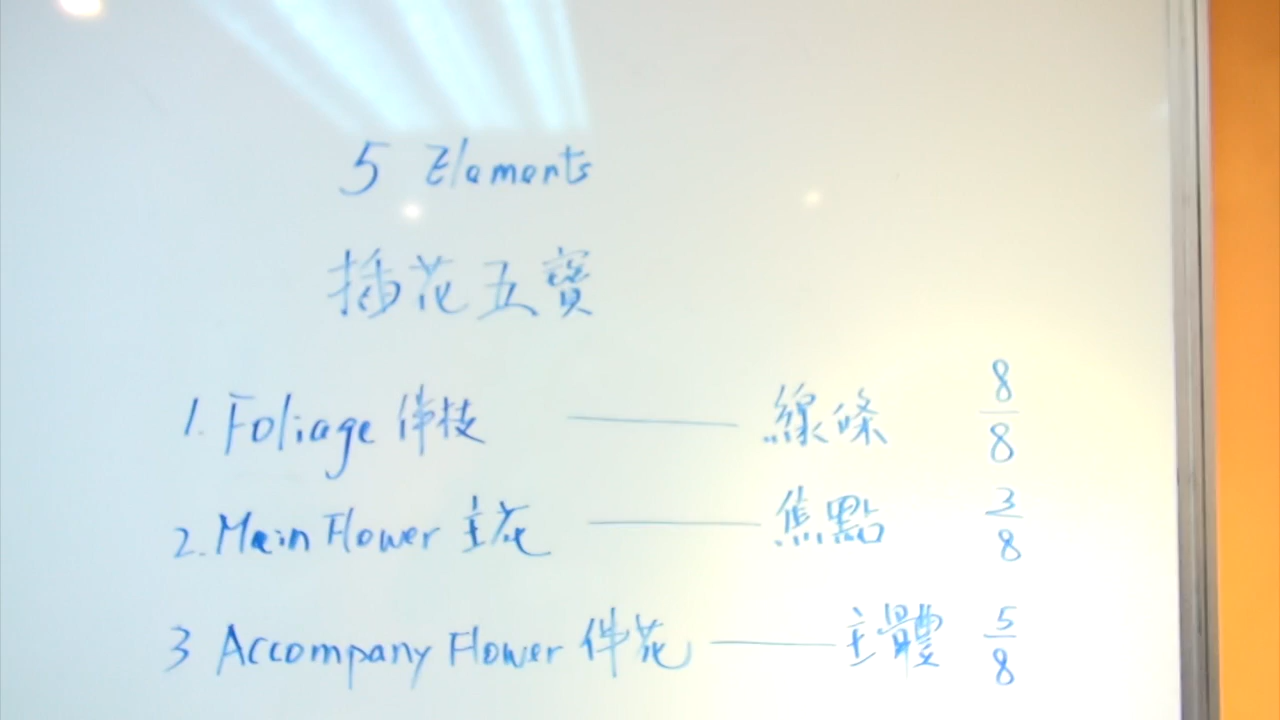 5 Elements
插花五寶
1. Foliage 伴枝 —— 線條 8/8
2. Main Flower 主花 —— 焦點 3/8
3 Accompany Flower 伴花 —— 主體 5/8